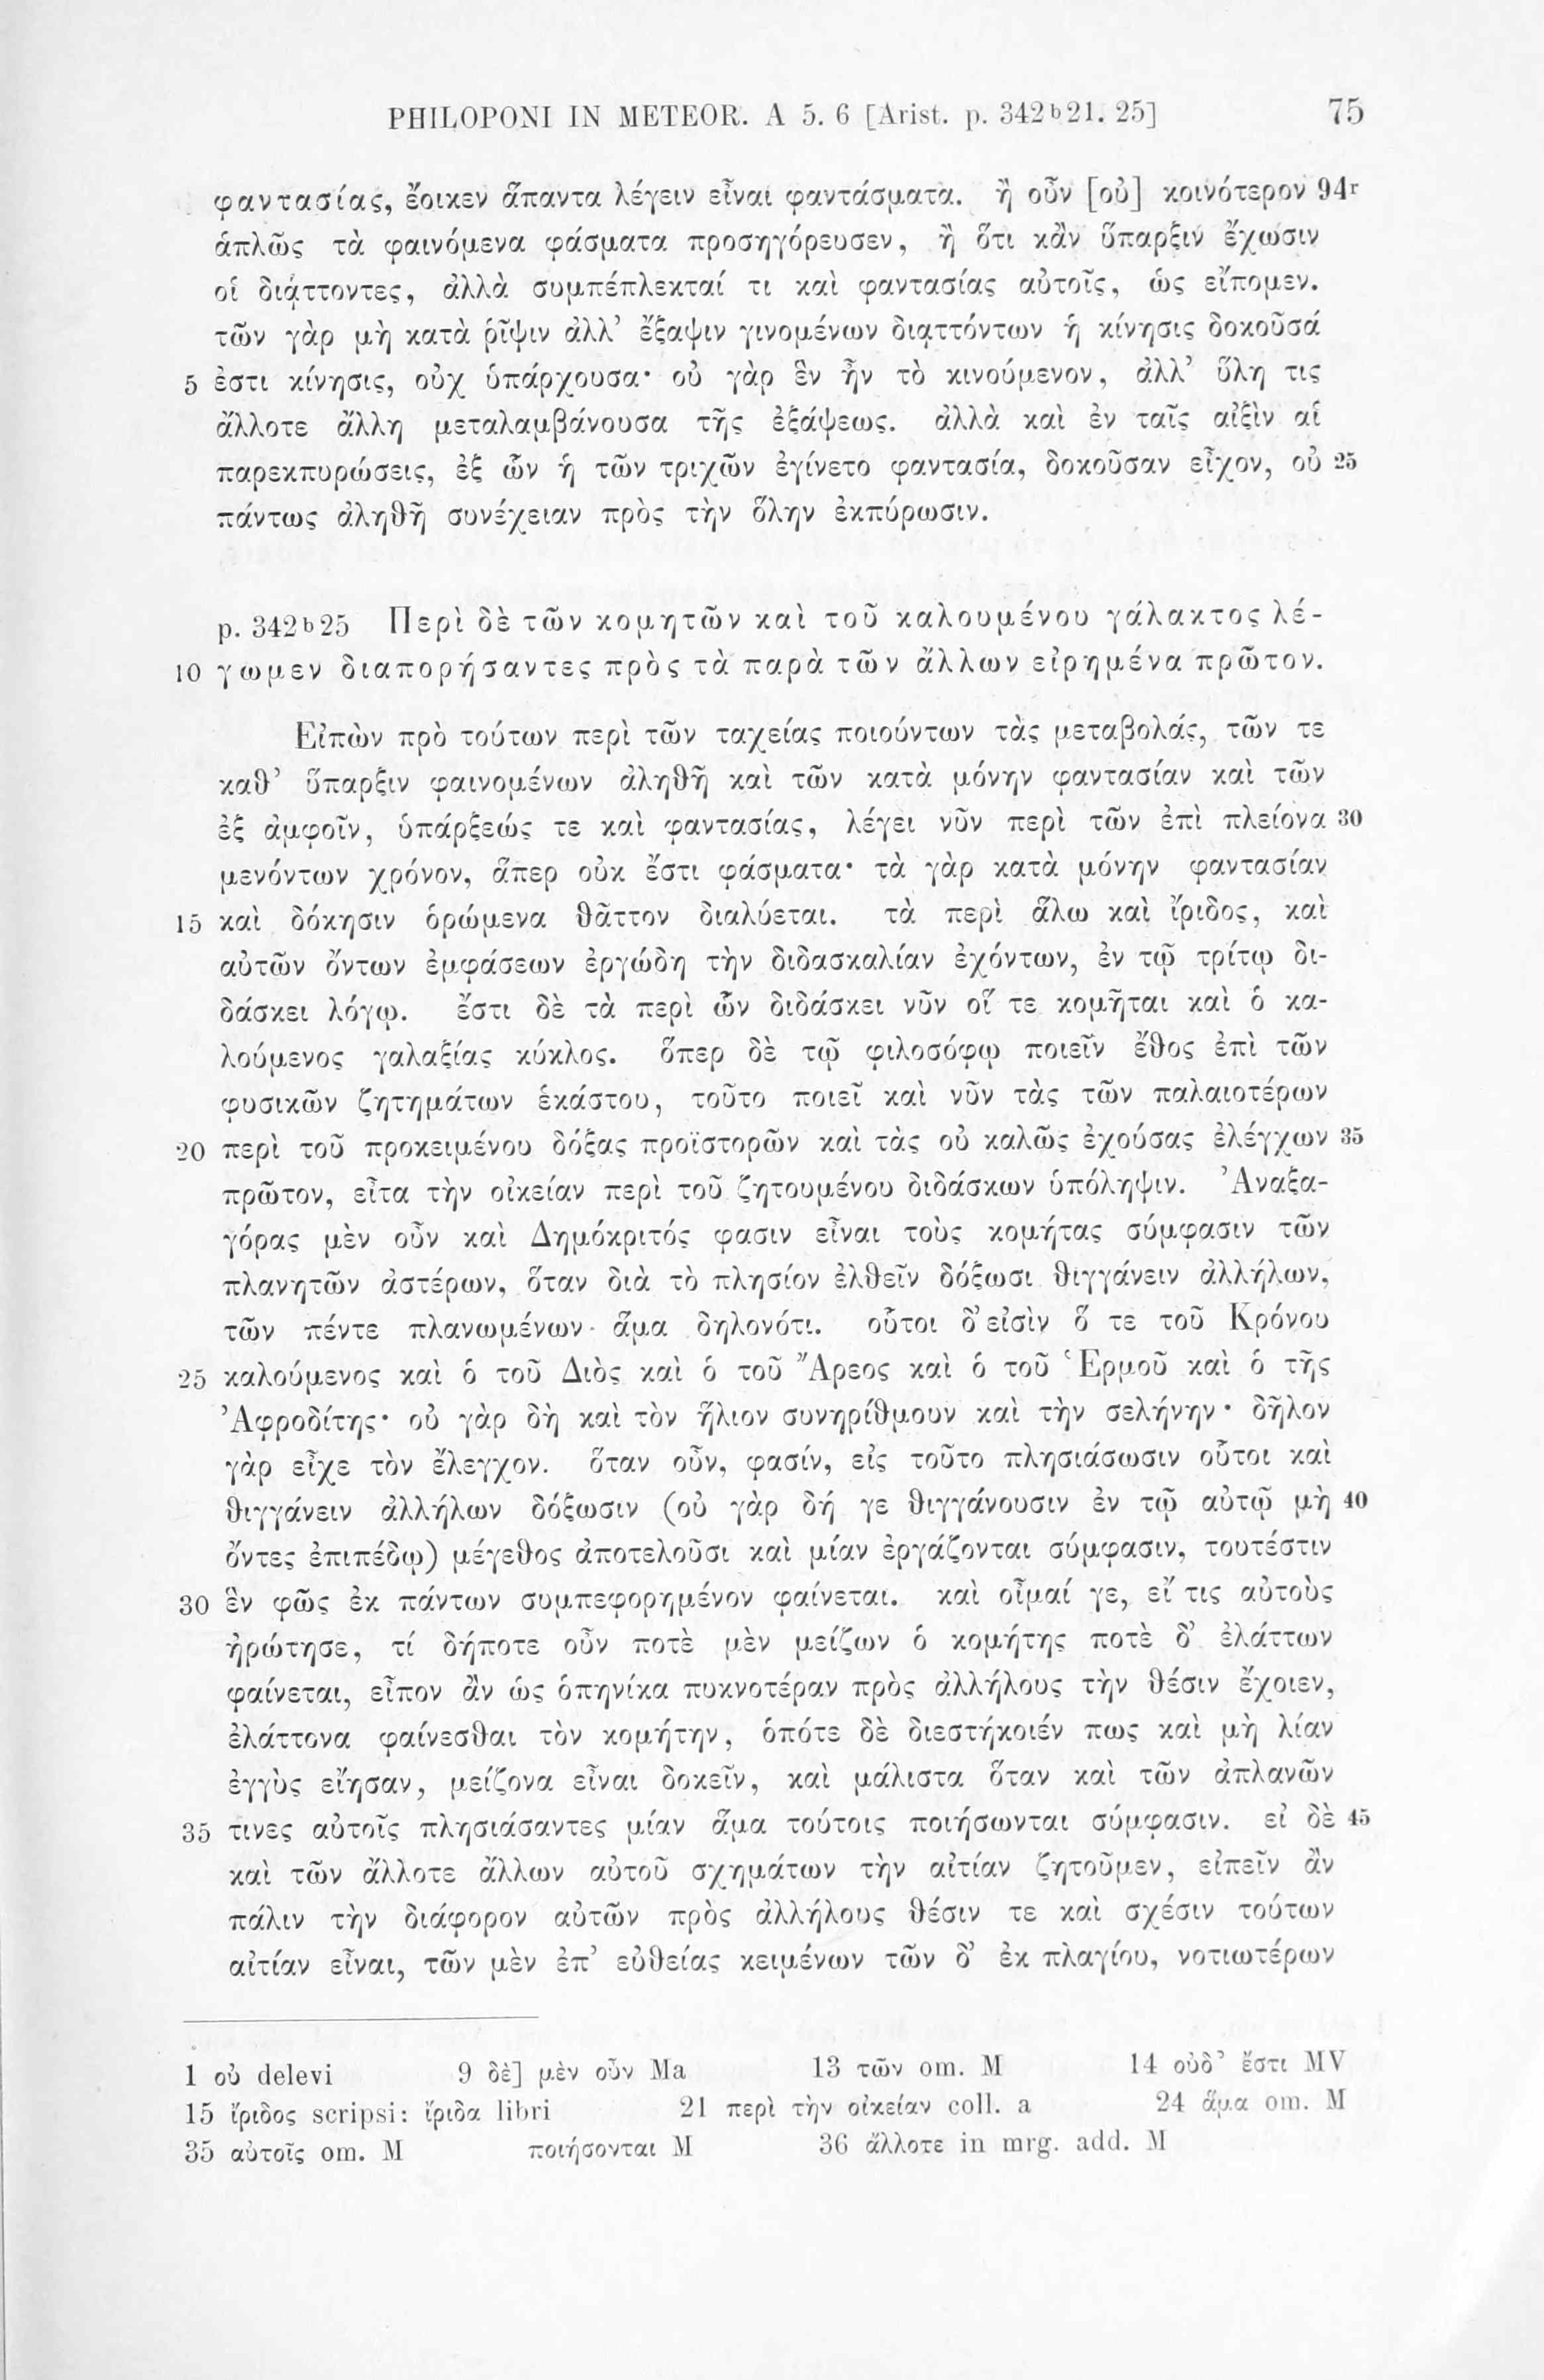 PHILOPONI IN METEOR. A 5. 6 [Arist. p. 342ᵇ21. 25] 75
φαντασίας, ἔοικεν ἅπαντα λέγειν εἶναι φαντάσματα. ἢ οὖν [οὐ] κοινότερον 94ʳ
ἁπλῶς τὰ φαινόμενα φάσματα προσηγόρευσεν, ἢ ὅτι κἂν ὕπαρξιν ἔχωσιν
οἱ διᾴττοντες, ἀλλὰ συμπέπλεκταί τι καὶ φαντασίας αὐτοῖς, ὡς εἴπομεν.
τῶν γὰρ μὴ κατὰ ῥῖψιν ἀλλ’ ἔξαψιν γινομένων διᾳττόντων ἡ κίνησις δοκοῦσά
5 ἐστι κίνησις, οὐχ ὑπάρχουσα· οὐ γὰρ ἓν ἦν τὸ κινούμενον, ἀλλ’ ὕλη τις
ἄλλοτε ἄλλη μεταλαμβάνουσα τῆς ἐξάψεως. ἀλλὰ καὶ ἐν ταῖς αἰξὶν αἱ
παρεκπυρώσεις, ἐξ ὧν ἡ τῶν τριχῶν ἐγίνετο φαντασία, δοκοῦσαν εἶχον, οὐ 25
πάντως ἀληθῆ συνέχειαν πρὸς τὴν ὅλην ἐκπύρωσιν.
p. 342ᵇ25 Περὶ δὲ τῶν κομητῶν καὶ τοῦ καλουμένου γάλακτος λέ-
10 γωμεν διαπορήσαντες πρὸς τὰ παρὰ τῶν ἄλλων εἰρημένα πρῶτον.
Εἰπὼν πρὸ τούτων περὶ τῶν ταχείας ποιούντων τὰς μεταβολάς, τῶν τε
καθ’ ὕπαρξιν φαινομένων ἀληθῆ καὶ τῶν κατὰ μόνην φαντασίαν καὶ τῶν
ἐξ ἀμφοῖν, ὑπάρξεώς τε καὶ φαντασίας, λέγει νῦν περὶ τῶν ἐπὶ πλείονα 30
μενόντων χρόνον, ἅπερ οὐκ ἔστι φάσματα· τὰ γὰρ κατὰ μόνην φαντασίαν
15 καὶ δόκησιν ὁρώμενα θᾶττον διαλύεται. τὰ περὶ ἅλω καὶ ἴριδος, καὶ
αὐτῶν ὄντων ἐμφάσεων ἐργώδη τὴν διδασκαλίαν ἐχόντων, ἐν τῷ τρίτῳ δι-
δάσκει λόγῳ. ἔστι δὲ τὰ περὶ ὧν διδάσκει νῦν οἵ τε κομῆται καὶ ὁ κα-
λούμενος γαλαξίας κύκλος. ὅπερ δὲ τῷ φιλοσόφῳ ποιεῖν ἔθος ἐπὶ τῶν
φυσικῶν ζητημάτων ἑκάστου, τοῦτο ποιεῖ καὶ νῦν τὰς τῶν παλαιοτέρων
20 περὶ τοῦ προκειμένου δόξας προϊστορῶν καὶ τὰς οὐ καλῶς ἐχούσας ἐλέγχων 35
πρῶτον, εἶτα τὴν οἰκείαν περὶ τοῦ ζητουμένου διδάσκων ὑπόληψιν. Ἀναξα-
γόρας μὲν οὖν καὶ Δημόκριτός φασιν εἶναι τοὺς κομήτας σύμφασιν τῶν
πλανητῶν ἀστέρων, ὅταν διὰ τὸ πλησίον ἐλθεῖν δόξωσι θιγγάνειν ἀλλήλων,
τῶν πέντε πλανωμένων ἅμα δηλονότι. οὗτοι δ’ εἰσὶν ὅ τε τοῦ Κρόνου
25 καλούμενος καὶ ὁ τοῦ Διὸς καὶ ὁ τοῦ Ἄρεος καὶ ὁ τοῦ Ἑρμοῦ καὶ ὁ τῆς
Ἀφροδίτης· οὐ γὰρ δὴ καὶ τὸν ἥλιον συνηρίθμουν καὶ τὴν σελήνην· δῆλον
γὰρ εἶχε τὸν ἔλεγχον. ὅταν οὖν, φασίν, εἰς τοῦτο πλησιάσωσιν οὗτοι καὶ
θιγγάνειν ἀλλήλων δόξωσιν (οὐ γὰρ δή γε θιγγάνουσιν ἐν τῷ αὐτῷ μὴ 40
ὄντες ἐπιπέδῳ) μέγεθος ἀποτελοῦσι καὶ μίαν ἐργάζονται σύμφασιν, τουτέστιν
30 ἓν φῶς ἐκ πάντων συμπεφορημένον φαίνεται. καὶ οἶμαί γε, εἴ τις αὐτοὺς
ἠρώτησε, τί δήποτε οὖν ποτὲ μὲν μείζων ὁ κομήτης ποτὲ δ’ ἐλάττων
φαίνεται, εἶπον ἂν ὡς ὁπηνίκα πυκνοτέραν πρὸς ἀλλήλους τὴν θέσιν ἔχοιεν,
ἐλάττονα φαίνεσθαι τὸν κομήτην, ὁπότε δὲ διεστήκοιέν πως καὶ μὴ λίαν
ἐγγὺς εἴησαν, μείζονα εἶναι δοκεῖν, καὶ μάλιστα ὅταν καὶ τῶν ἀπλανῶν
35 τινες αὐτοῖς πλησιάσαντες μίαν ἅμα τούτοις ποιήσωνται σύμφασιν. εἰ δὲ 45
καὶ τῶν ἄλλοτε ἄλλων αὐτοῦ σχημάτων τὴν αἰτίαν ζητοῦμεν, εἰπεῖν ἂν
πάλιν τὴν διάφορον αὐτῶν πρὸς ἀλλήλους θέσιν τε καὶ σχέσιν τούτων
αἰτίαν εἶναι, τῶν μὲν ἐπ’ εὐθείας κειμένων τῶν δ’ ἐκ πλαγίου, νοτιωτέρων
1 οὐ delevi 9 δὲ] μὲν οὖν Ma 13 τῶν om. M 14 οὐδ’ ἔστι MV
15 ἴριδος scripsi: ἴριδα libri 21 περὶ τὴν οἰκείαν coll. a 24 ἅμα om. M
35 αὐτοῖς om. M ποιήσονται M 36 ἄλλοτε in mrg. add. M